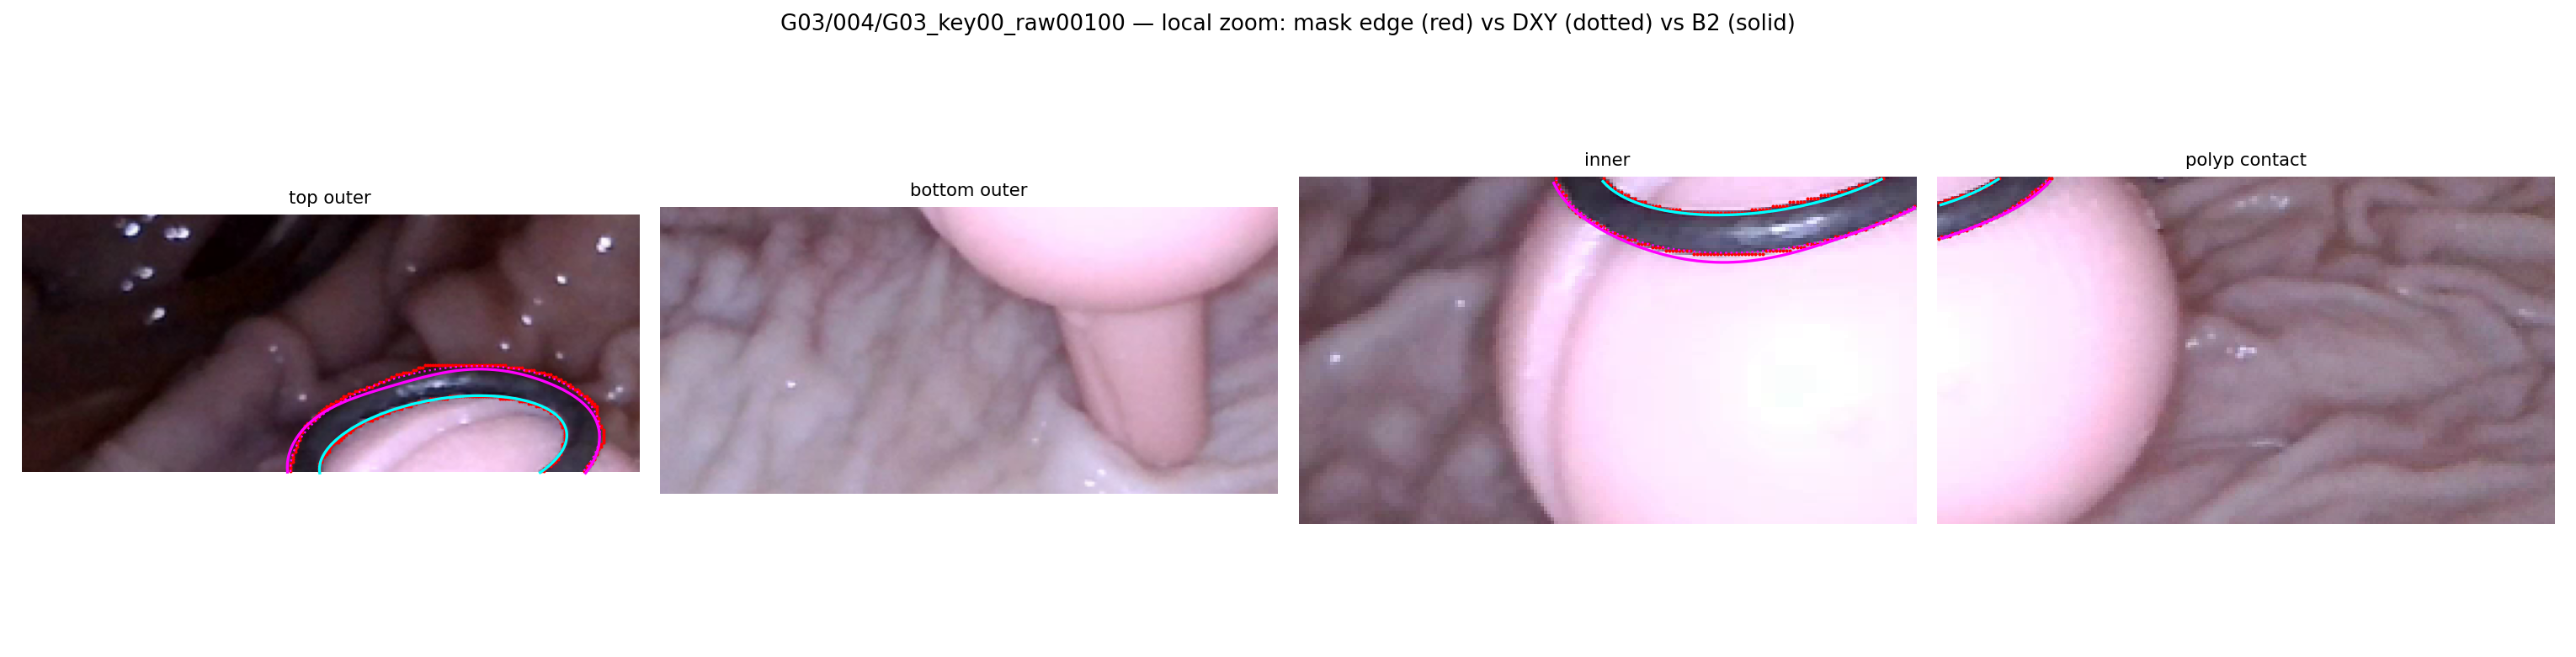 G03/004/G03_key00_raw00100 — local zoom: mask edge (red) vs DXY (dotted) vs B2 (solid)
top outer
bottom outer
inner
polyp contact